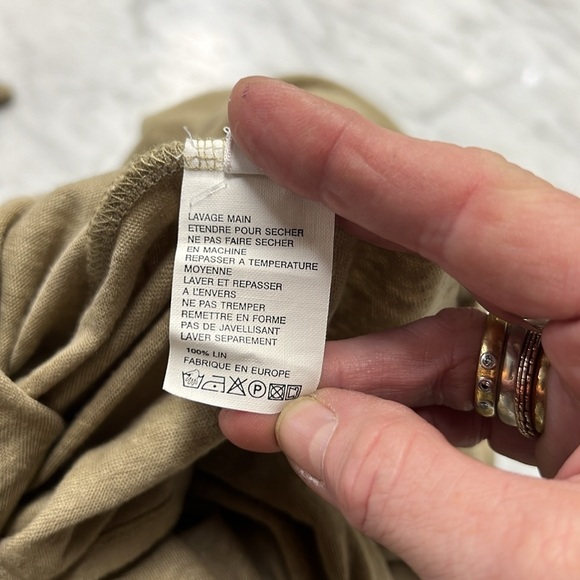 LAVAGE MAIN
ETENDRE POUR SECHER
NE PAS FAIRE SECHER
EN MACHINE
REPASSER A TEMPERATURE
MOYENNE
LAVER ET REPASSER
A L'ENVERS
NE PAS TREMPER
REMETTRE EN FORME
PAS DE JAVELLISANT
LAVER SEPAREMENT
100% LIN
FABRIQUE EN EUROPE
P